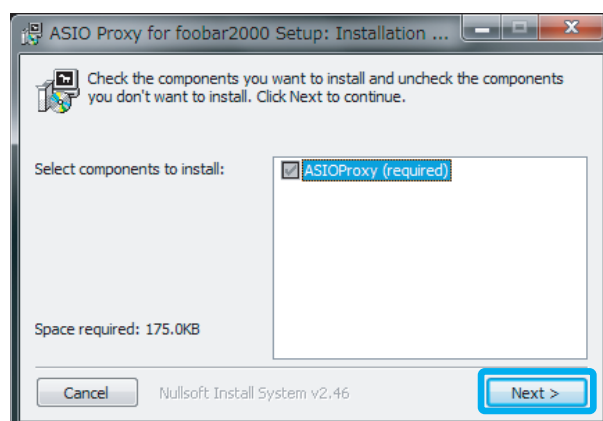 ASIO Proxy for foobar2000 Setup: Installation ...
Check the components you want to install and uncheck the components
you don't want to install. Click Next to continue.
Select components to install:
ASIOProxy (required)
Space required: 175.0KB
Cancel
Nullsoft Install System v2.46
Next >